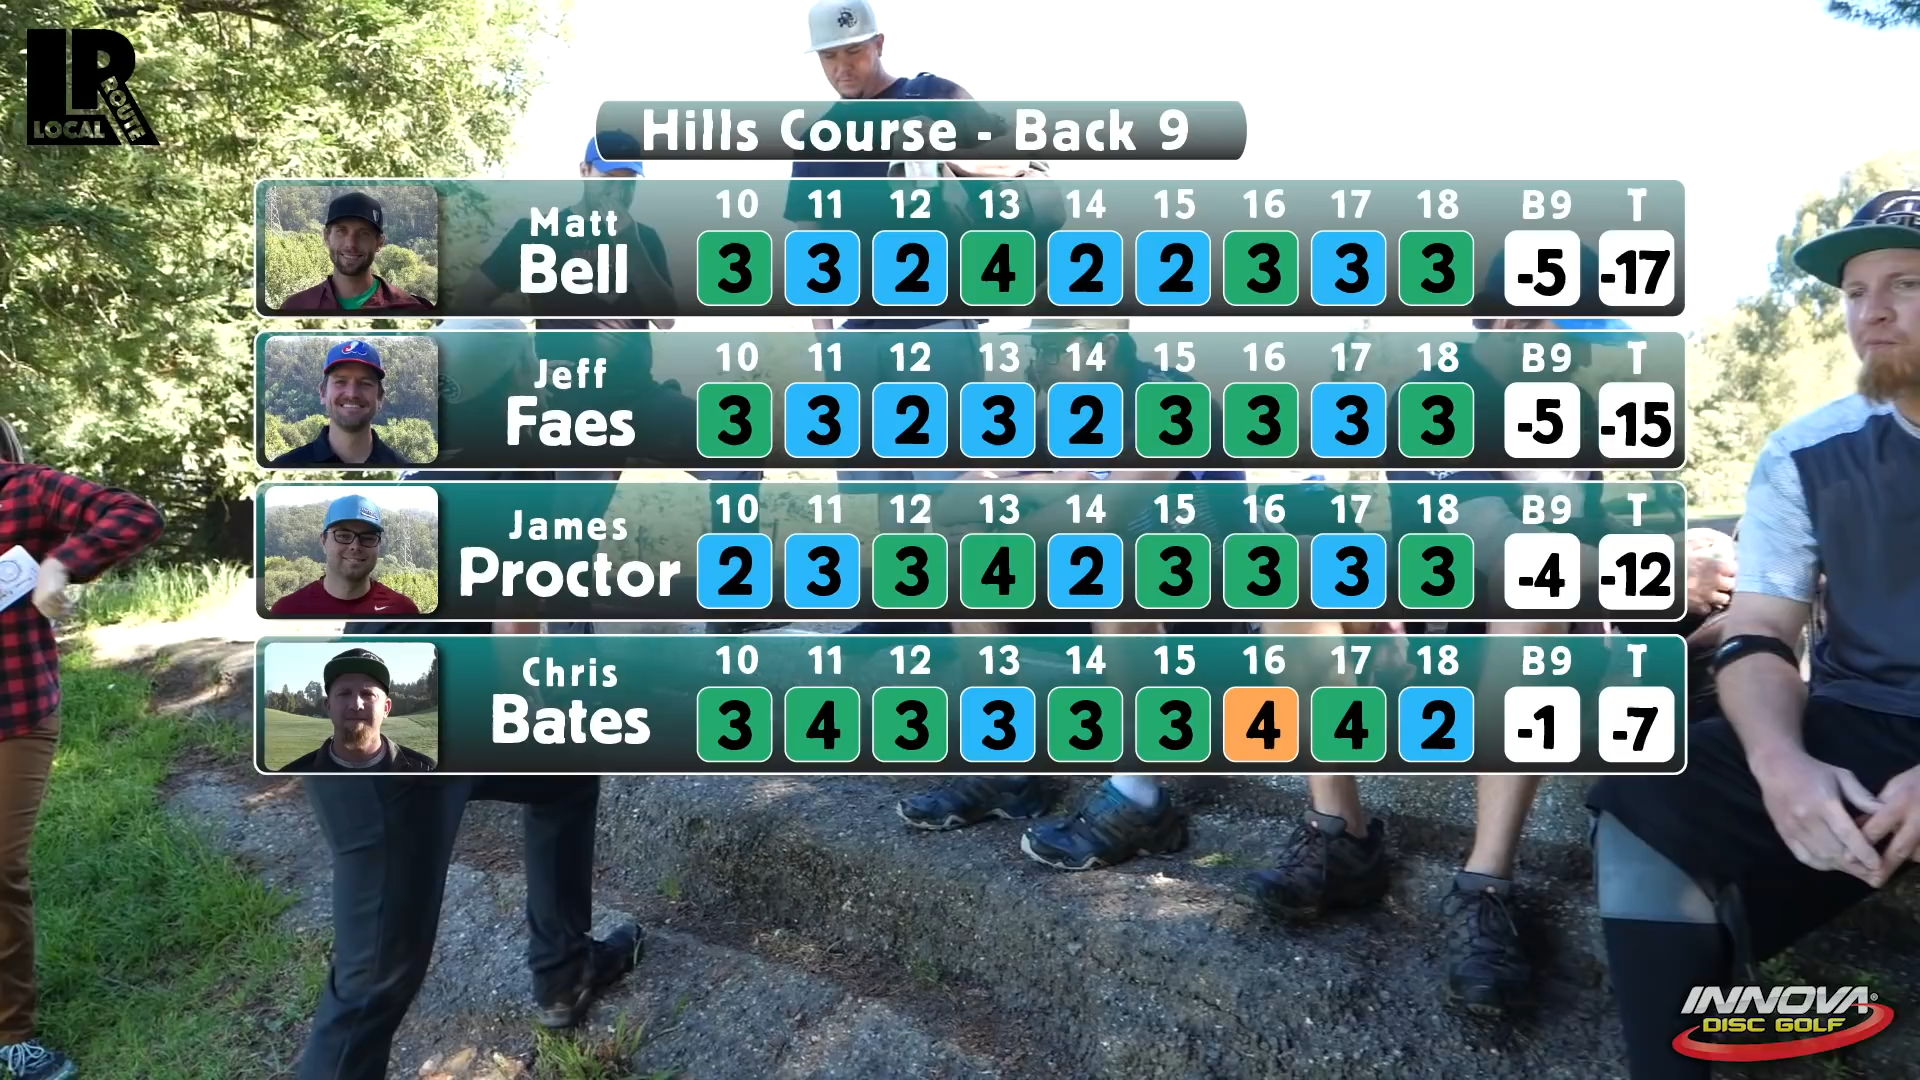 LR
ROUTE
LOCAL
Hills Course - Back 9
10 11 12 13 14 15 16 17 18 B9 T
Matt
Bell
3 3 2 4 2 2 3 3 3 -5 -17
10 11 12 13 14 15 16 17 18 B9 T
Jeff
Faes
3 3 2 3 2 3 3 3 3 -5 -15
10 11 12 13 14 15 16 17 18 B9 T
James
Proctor
2 3 3 4 2 3 3 3 3 -4 -12
10 11 12 13 14 15 16 17 18 B9 T
Chris
Bates
3 4 3 3 3 3 4 4 2 -1 -7
INNOVA®
DISC GOLF